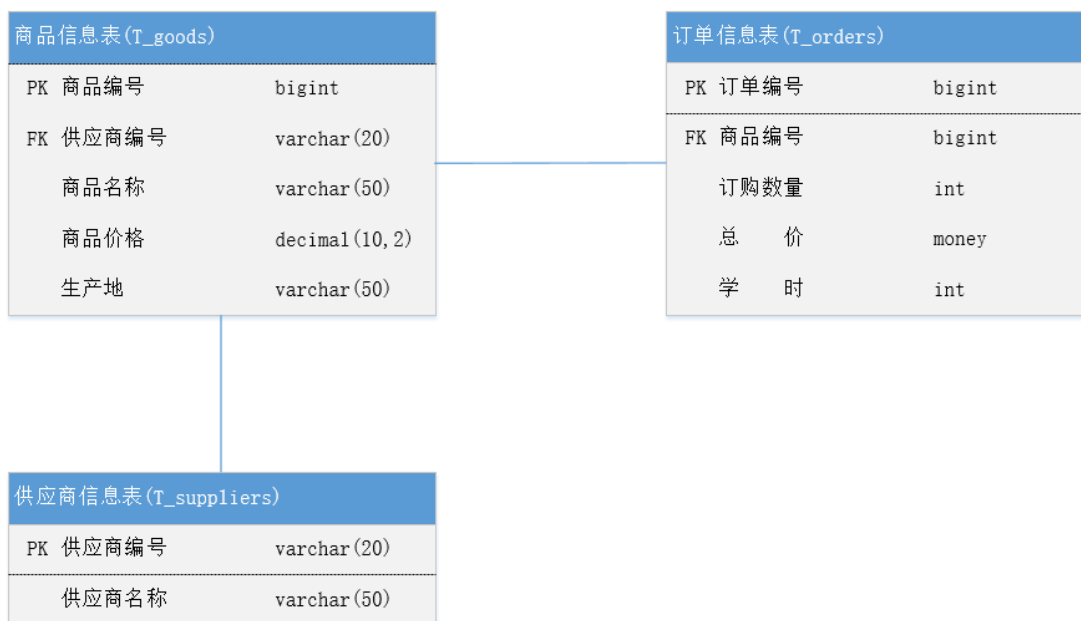 商品信息表(T_goods)
PK 商品编号 bigint
FK 供应商编号 varchar(20)
商品名称 varchar(50)
商品价格 decimal(10,2)
生产地 varchar(50)
订单信息表(T_orders)
PK 订单编号 bigint
FK 商品编号 bigint
订购数量 int
总 价 money
学 时 int
供应商信息表(T_suppliers)
PK 供应商编号 varchar(20)
供应商名称 varchar(50)